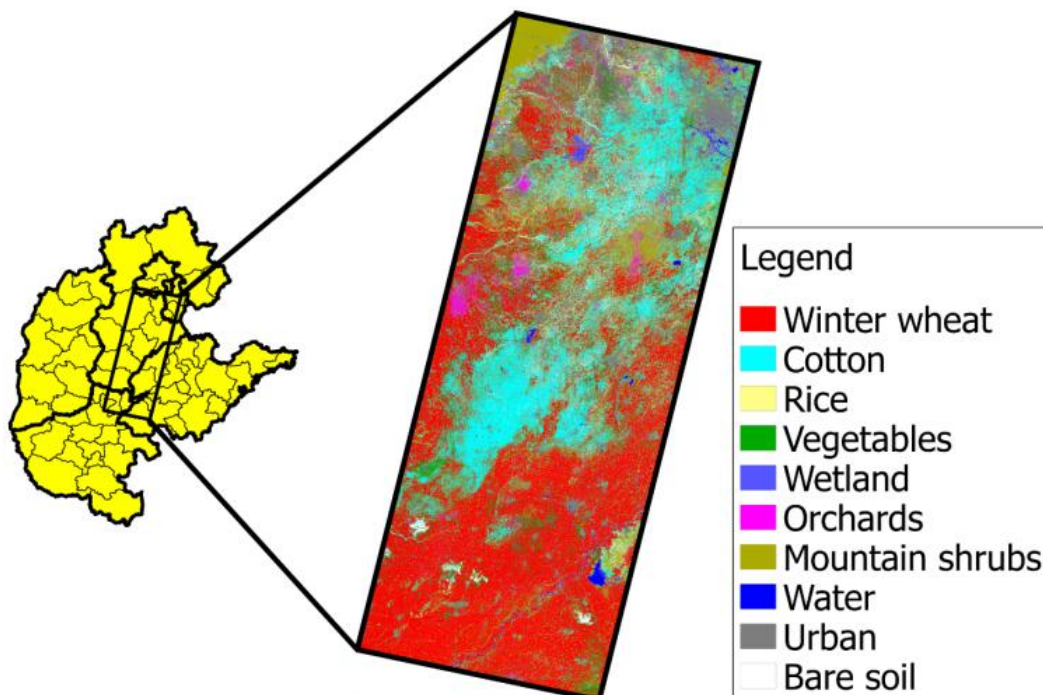 Legend
Winter wheat
Cotton
Rice
Vegetables
Wetland
Orchards
Mountain shrubs
Water
Urban
Bare soil